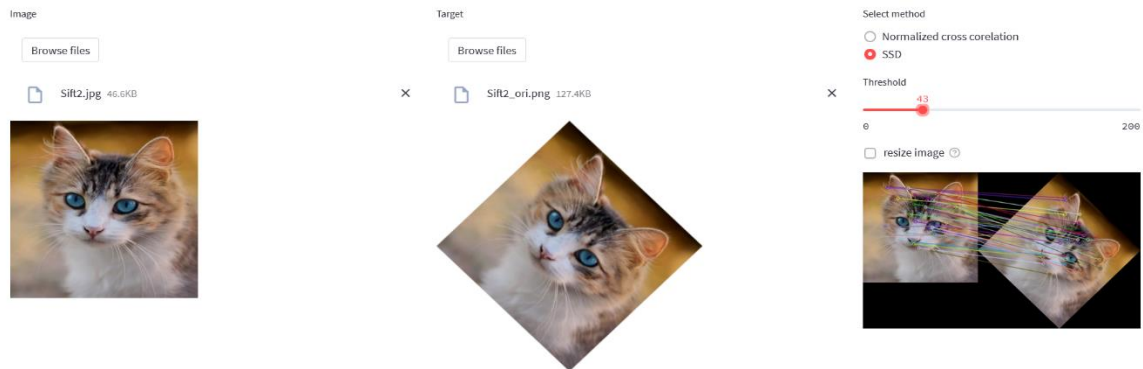 Image
Browse files
Sift2.jpg 46.6KB
Target
Browse files
Sift2_ori.png 127.4KB
Select method
Normalized cross corelation
SSD
Threshold
43
0 200
resize image